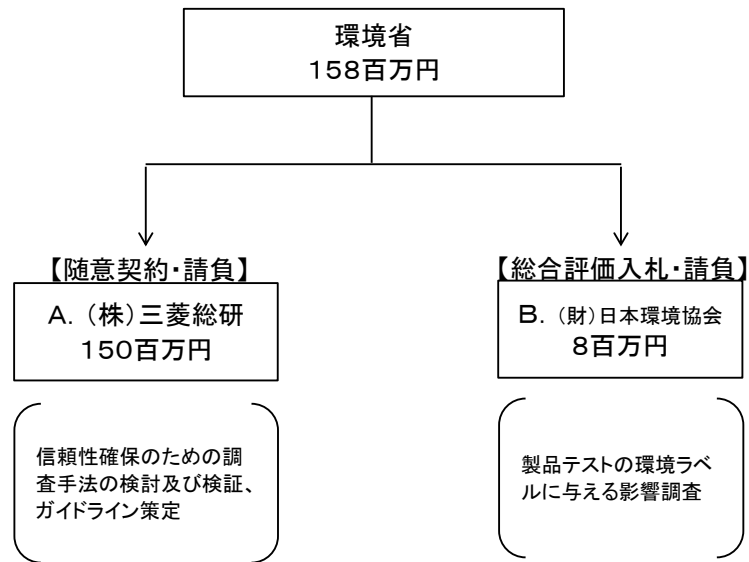 環境省
158百万円
【随意契約・請負】
A. （株）三菱総研
150百万円
信頼性確保のための調
査手法の検討及び検証、
ガイドライン策定
【総合評価入札・請負】
B. （財）日本環境協会
8百万円
製品テストの環境ラベ
ルに与える影響調査